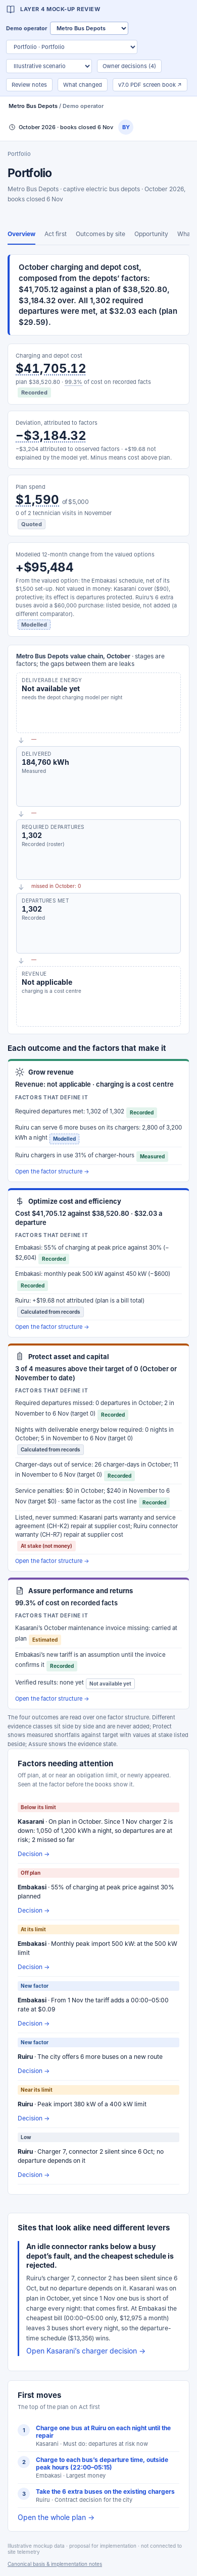 LAYER 4 MOCK-UP REVIEW
Demo operator Metro Bus Depots
Portfolio · Portfolio
Illustrative scenario Owner decisions (4)
Review notes What changed v7.0 PDF screen book ↗
Metro Bus Depots / Demo operator
October 2026 · books closed 6 Nov BY
Portfolio
Portfolio
Metro Bus Depots · captive electric bus depots · October 2026,
books closed 6 Nov
Overview Act first Outcomes by site Opportunity Wha
October charging and depot cost,
composed from the depots' factors:
$41,705.12 against a plan of $38,520.80,
$3,184.32 over. All 1,302 required
departures were met, at $32.03 each (plan
$29.59).
Charging and depot cost
$41,705.12
plan $38,520.80 · 99.3% of cost on recorded facts
Recorded
Deviation, attributed to factors
−$3,184.32
−$3,204 attributed to observed factors · +$19.68 not
explained by the model yet. Minus means cost above plan.
Plan spend
$1,590 of $5,000
0 of 2 technician visits in November
Quoted
Modelled 12-month change from the valued options
+$95,484
From the valued option: the Embakasi schedule, net of its
$1,500 set-up. Not valued in money: Kasarani cover ($90),
protective; its effect is departures protected. Ruiru's 6 extra
buses avoid a $60,000 purchase: listed beside, not added (a
different comparator).
Modelled
Metro Bus Depots value chain, October · stages are
factors; the gaps between them are leaks
DELIVERABLE ENERGY
Not available yet
needs the depot charging model per night
↓ —
DELIVERED
184,760 kWh
Measured
↓ —
REQUIRED DEPARTURES
1,302
Recorded (roster)
↓ missed in October: 0
DEPARTURES MET
1,302
Recorded
↓ —
REVENUE
Not applicable
charging is a cost centre
Each outcome and the factors that make it
Grow revenue
Revenue: not applicable · charging is a cost centre
FACTORS THAT DEFINE IT
Required departures met: 1,302 of 1,302 Recorded
Ruiru can serve 6 more buses on its chargers: 2,800 of 3,200
kWh a night Modelled
Ruiru chargers in use 31% of charger-hours Measured
Open the factor structure →
Optimize cost and efficiency
Cost $41,705.12 against $38,520.80 · $32.03 a
departure
FACTORS THAT DEFINE IT
Embakasi: 55% of charging at peak price against 30% (−
$2,604) Recorded
Embakasi: monthly peak 500 kW against 450 kW (−$600)
Recorded
Ruiru: +$19.68 not attributed (plan is a bill total)
Calculated from records
Open the factor structure →
Protect asset and capital
3 of 4 measures above their target of 0 (October or
November to date)
FACTORS THAT DEFINE IT
Required departures missed: 0 departures in October; 2 in
November to 6 Nov (target 0) Recorded
Nights with deliverable energy below required: 0 nights in
October; 5 in November to 6 Nov (target 0)
Calculated from records
Charger-days out of service: 26 charger-days in October; 11
in November to 6 Nov (target 0) Recorded
Service penalties: $0 in October; $240 in November to 6
Nov (target $0) · same factor as the cost line Recorded
Listed, never summed: Kasarani parts warranty and service
agreement (CH-K2) repair at supplier cost; Ruiru connector
warranty (CH-R7) repair at supplier cost
At stake (not money)
Open the factor structure →
Assure performance and returns
99.3% of cost on recorded facts
FACTORS THAT DEFINE IT
Kasarani's October maintenance invoice missing: carried at
plan Estimated
Embakasi's new tariff is an assumption until the invoice
confirms it Recorded
Verified results: none yet Not available yet
Open the factor structure →
The four outcomes are read over one factor structure. Different
evidence classes sit side by side and are never added; Protect
shows measured shortfalls against target with values at stake listed
beside; Assure shows the evidence state.
Factors needing attention
Off plan, at or near an obligation limit, or newly appeared.
Seen at the factor before the books show it.
Below its limit
Kasarani · On plan in October. Since 1 Nov charger 2 is
down: 1,050 of 1,200 kWh a night, so departures are at
risk; 2 missed so far
Decision →
Off plan
Embakasi · 55% of charging at peak price against 30%
planned
Decision →
At its limit
Embakasi · Monthly peak import 500 kW: at the 500 kW
limit
Decision →
New factor
Embakasi · From 1 Nov the tariff adds a 00:00–05:00
rate at $0.09
Decision →
New factor
Ruiru · The city offers 6 more buses on a new route
Decision →
Near its limit
Ruiru · Peak import 380 kW of a 400 kW limit
Decision →
Low
Ruiru · Charger 7, connector 2 silent since 6 Oct; no
departure depends on it
Decision →
Sites that look alike need different levers
An idle connector ranks below a busy
depot's fault, and the cheapest schedule is
rejected.
Ruiru's charger 7, connector 2 has been silent since 6
Oct, but no departure depends on it. Kasarani was on
plan in October, yet since 1 Nov one bus is short of
charge every night: that comes first. At Embakasi the
cheapest bill (00:00–05:00 only, $12,975 a month)
leaves 3 buses short every night, so the departure-
time schedule ($13,356) wins.
Open Kasarani's charger decision →
First moves
The top of the plan on Act first
1 Charge one bus at Ruiru on each night until the
repair
Kasarani · Must do: departures at risk now
2 Charge to each bus's departure time, outside
peak hours (22:00–05:15)
Embakasi · Largest money
3 Take the 6 extra buses on the existing chargers
Ruiru · Contract decision for the city
Open the whole plan →
Illustrative mockup data · proposal for implementation · not connected to
site telemetry
Canonical basis & implementation notes